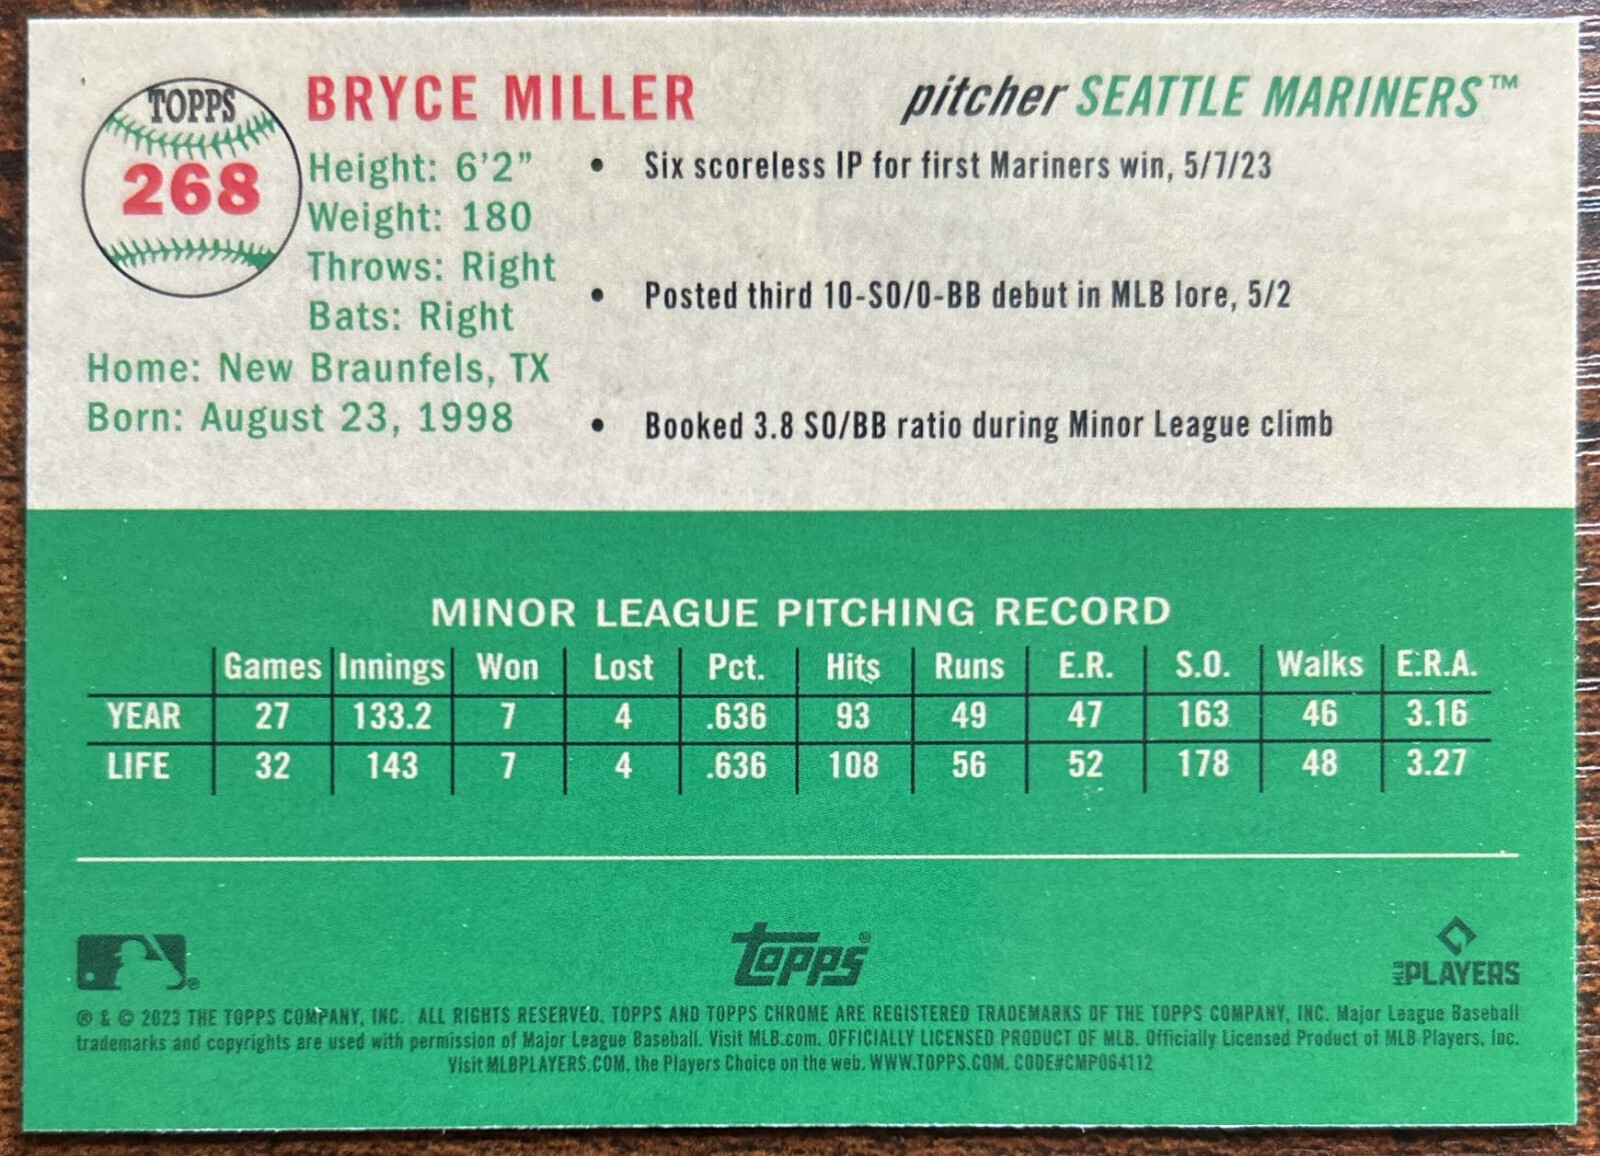 TOPPS
268
BRYCE MILLER
pitcher SEATTLE MARINERS™
Height: 6'2"
Weight: 180
Throws: Right
Bats: Right
Home: New Braunfels, TX
Born: August 23, 1998
• Six scoreless IP for first Mariners win, 5/7/23
• Posted third 10-SO/0-BB debut in MLB lore, 5/2
• Booked 3.8 SO/BB ratio during Minor League climb
MINOR LEAGUE PITCHING RECORD
Games Innings Won Lost Pct. Hits Runs E.R. S.O. Walks E.R.A.
YEAR 27 133.2 7 4 .636 93 49 47 163 46 3.16
LIFE 32 143 7 4 .636 108 56 52 178 48 3.27
®
Topps®
MLB PLAYERS
® & © 2023 THE TOPPS COMPANY, INC. ALL RIGHTS RESERVED. TOPPS AND TOPPS CHROME ARE REGISTERED TRADEMARKS OF THE TOPPS COMPANY, INC. Major League Baseball
trademarks and copyrights are used with permission of Major League Baseball. Visit MLB.com. OFFICIALLY LICENSED PRODUCT OF MLB. Officially Licensed Product of MLB Players, Inc.
Visit MLBPLAYERS.COM, the Players Choice on the web. WWW.TOPPS.COM. CODE#CMP064112